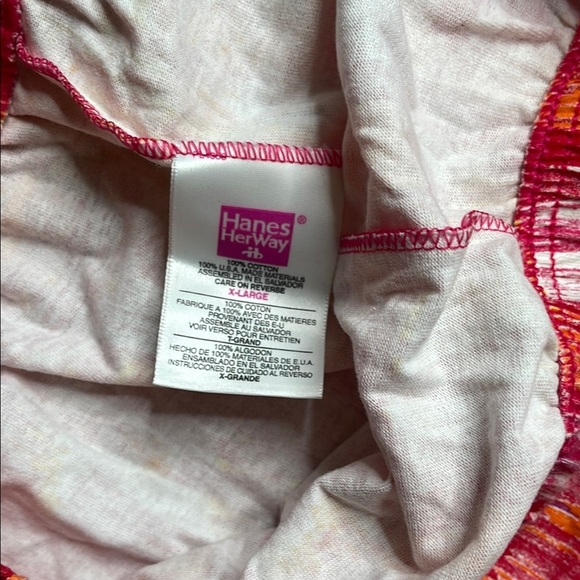 Hanes
HerWay
®
100% COTTON
100% U.S.A. MADE MATERIALS
ASSEMBLED IN EL SALVADOR
CARE ON REVERSE
X-LARGE
100% COTON
FABRIQUE A 100% AVEC DES MATIERES
PROVENANT DES E-U
ASSEMBLE AU SALVADOR
VOIR VERSO POUR ENTRETIEN
T-GRAND
100% ALGODON
HECHO DE 100% MATERIALES DE E.U.A.
ENSAMBLADO EN EL SALVADOR
INSTRUCCIONES DE CUIDADO AL REVERSO
X-GRANDE